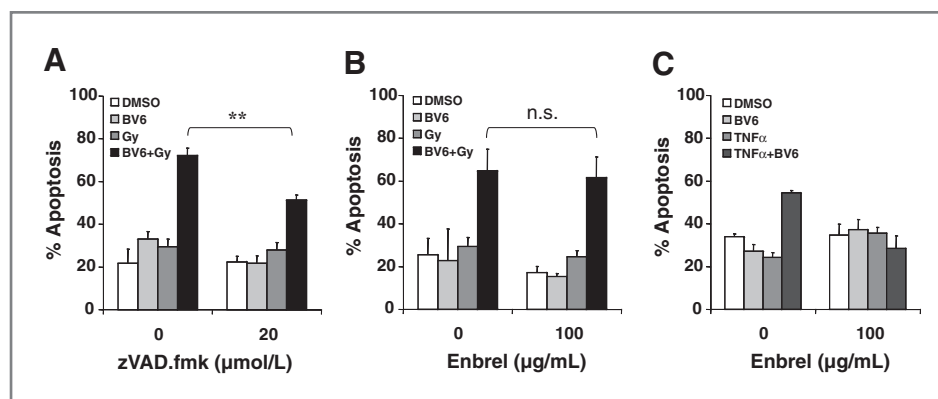 A
% Apoptosis
100
80
60
40
20
0
DMSO
BV6
Gy
BV6+Gy
**
0 20
zVAD.fmk (µmol/L)
B
% Apoptosis
100
80
60
40
20
0
DMSO
BV6
Gy
BV6+Gy
n.s.
0 100
Enbrel (µg/mL)
C
% Apoptosis
100
80
60
40
20
0
DMSO
BV6
TNFα
TNFα+BV6
0 100
Enbrel (µg/mL)